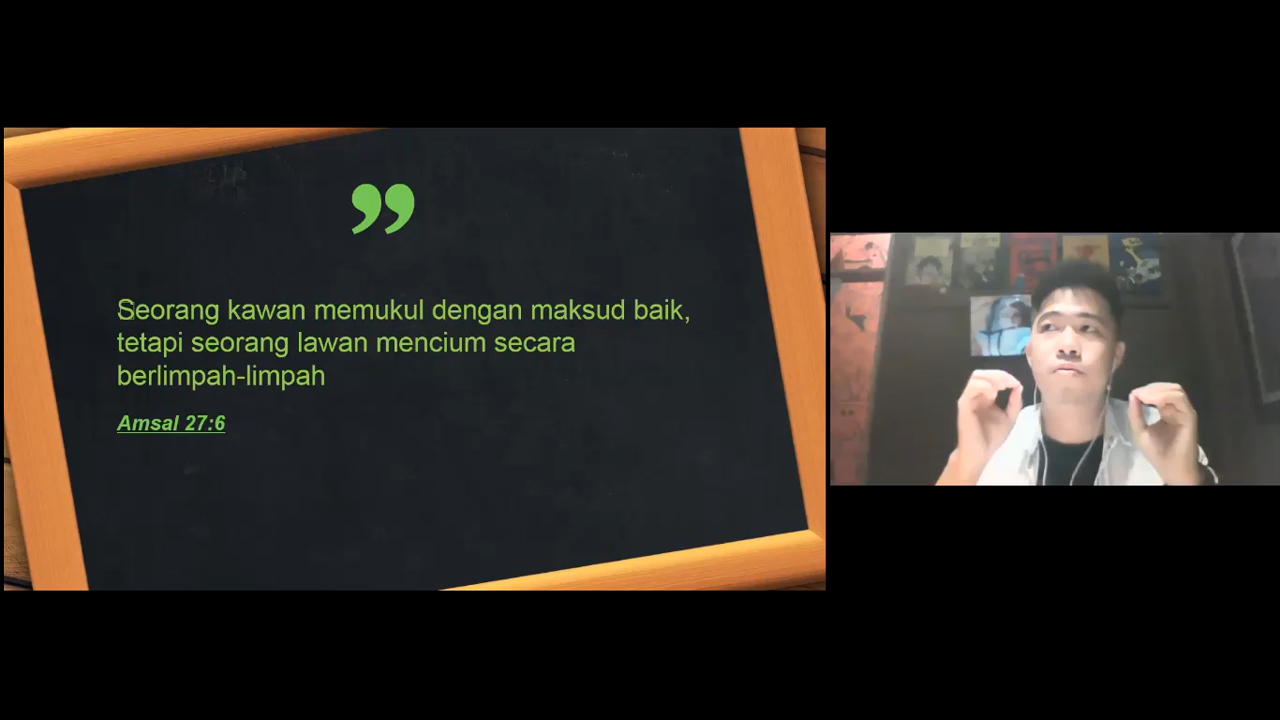 ”
Seorang kawan memukul dengan maksud baik,
tetapi seorang lawan mencium secara
berlimpah-limpah
Amsal 27:6